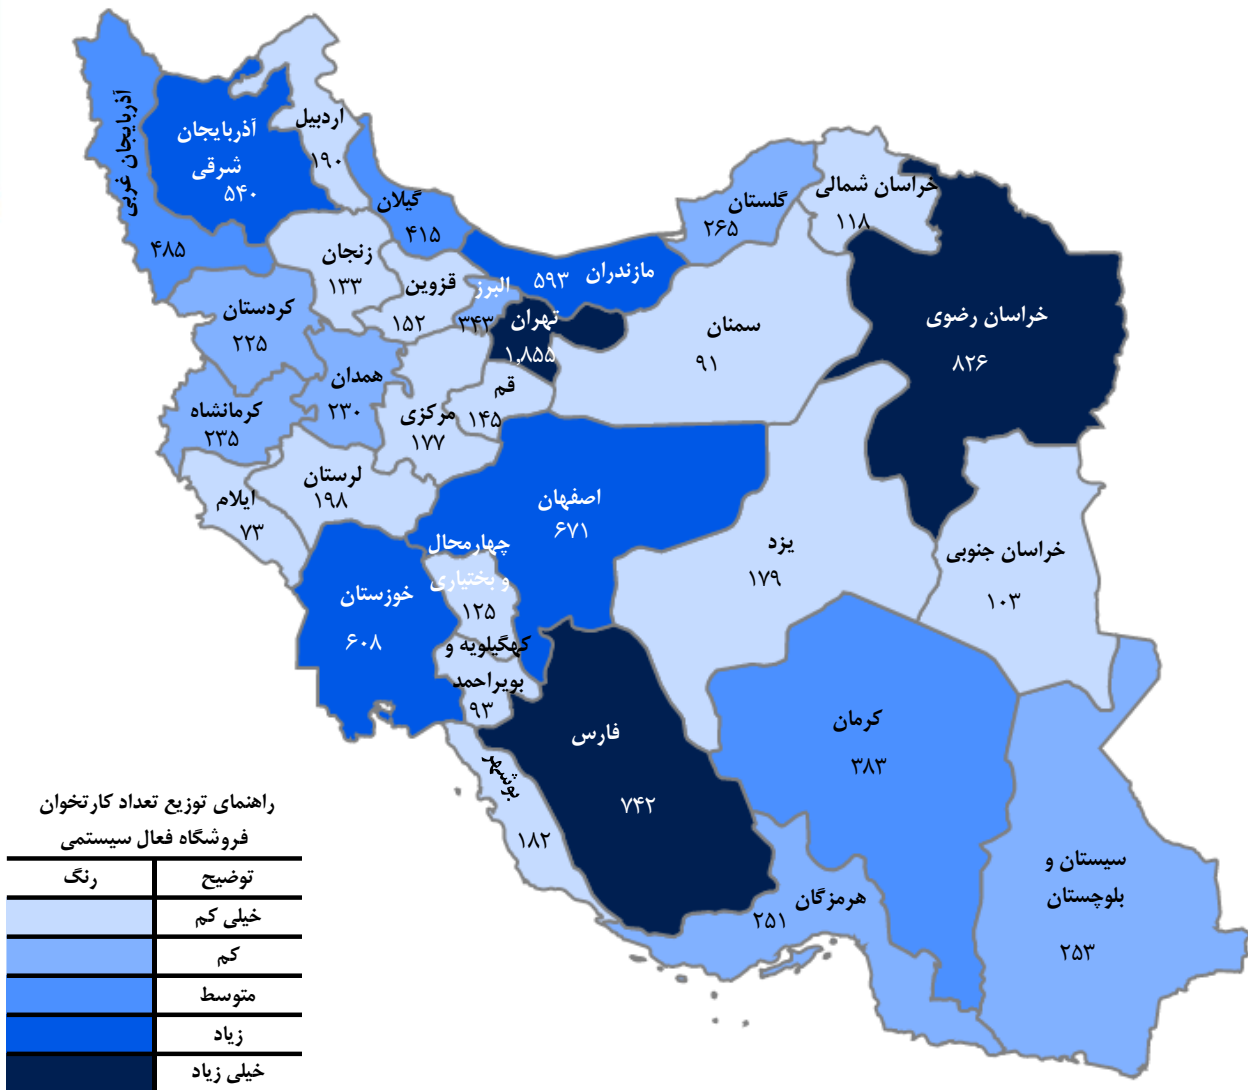 آذربایجان غربی
۴۸۵
آذربایجان
شرقی
۵۴۰
اردبیل
۱۹۰
گیلان
۴۱۵
زنجان
۱۳۳
قزوین
۱۵۲
البرز
۳۴۳
مازندران
۵۹۳
تهران
۱,۸۵۵
گلستان
۲۶۵
خراسان شمالی
۱۱۸
خراسان رضوی
۸۲۶
سمنان
۹۱
کردستان
۲۲۵
همدان
۲۳۰
کرمانشاه
۲۳۵
مرکزی
۱۷۷
قم
۱۴۵
لرستان
۱۹۸
ایلام
۷۳
اصفهان
۶۷۱
یزد
۱۷۹
خراسان جنوبی
۱۰۳
چهارمحال
و بختیاری
۱۲۵
خوزستان
۶۰۸
کهگیلویه و
بویراحمد
۹۳
فارس
۷۴۲
کرمان
۳۸۳
بوشهر
۱۸۲
هرمزگان
۲۵۱
سیستان و
بلوچستان
۲۵۳
راهنمای توزیع تعداد کارتخوان
فروشگاه فعال سیستمی
توضیح رنگ
خیلی کم
کم
متوسط
زیاد
خیلی زیاد